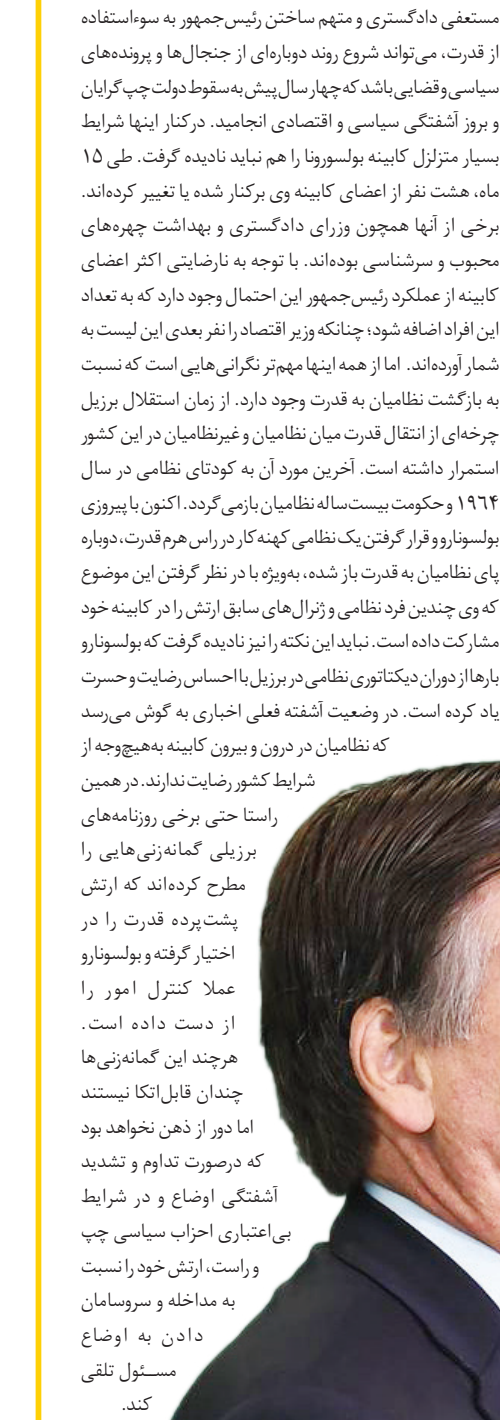 مستعفی دادگستری و متهم ساختن رئیس‌جمهور به سوءاستفاده
از قدرت، می‌تواند شروع روند دوباره‌ای از جنجال‌ها و پرونده‌های
سیاسی و قضایی باشد که چهار سال پیش به سقوط دولت چپ‌گرایان
و بروز آشفتگی سیاسی و اقتصادی انجامید. درکنار اینها شرایط
بسیار متزلزل کابینه بولسورونا را هم نباید نادیده گرفت. طی ۱۵
ماه، هشت نفر از اعضای کابینه وی برکنار شده یا تغییر کرده‌اند.
برخی از آنها همچون وزرای دادگستری و بهداشت چهره‌های
محبوب و سرشناسی بوده‌اند. با توجه به نارضایتی اکثر اعضای
کابینه از عملکرد رئیس‌جمهور این احتمال وجود دارد که به تعداد
این افراد اضافه شود؛ چنانکه وزیر اقتصاد را نفر بعدی این لیست به
شمار آورده‌اند. اما از همه اینها مهم‌تر نگرانی‌هایی است که نسبت
به بازگشت نظامیان به قدرت وجود دارد. از زمان استقلال برزیل
چرخه‌ای از انتقال قدرت میان نظامیان و غیرنظامیان در این کشور
استمرار داشته است. آخرین مورد آن به کودتای نظامی در سال
۱۹۶۴ و حکومت بیست‌ساله نظامیان بازمی‌گردد. اکنون با پیروزی
بولسونارو و قرار گرفتن یک نظامی کهنه‌کار در راس هرم قدرت، دوباره
پای نظامیان به قدرت باز شده، به‌ویژه با در نظر گرفتن این موضوع
که وی چندین فرد نظامی و ژنرال‌های سابق ارتش را در کابینه خود
مشارکت داده است. نباید این نکته را نیز نادیده گرفت که بولسونارو
بارها از دوران دیکتاتوری نظامی در برزیل با احساس رضایت و حسرت
یاد کرده است. در وضعیت آشفته فعلی اخباری به گوش می‌رسد
که نظامیان در درون و بیرون کابینه به‌هیچ‌وجه از
شرایط کشور رضایت ندارند. در همین
راستا حتی برخی روزنامه‌های
برزیلی گمانه‌زنی‌هایی را
مطرح کرده‌اند که ارتش
پشت‌پرده قدرت را در
اختیار گرفته و بولسونارو
عملا کنترل امور را
از دست داده است.
هرچند این گمانه‌زنی‌ها
چندان قابل‌اتکا نیستند
اما دور از ذهن نخواهد بود
که درصورت تداوم و تشدید
آشفتگی اوضاع و در شرایط
بی‌اعتباری احزاب سیاسی چپ
و راست، ارتش خود را نسبت
به مداخله و سروسامان
دادن به اوضاع
مسـئول تلقی
کند.